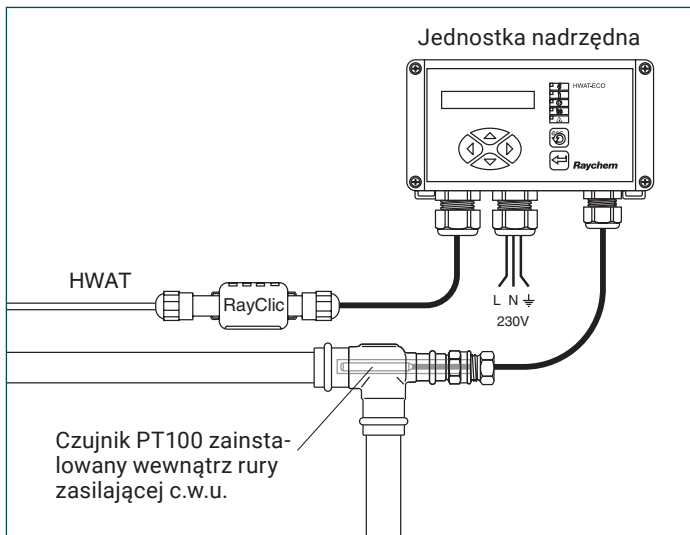 Jednostka nadrzędna
HWAT-ECO
Raychem
HWAT
RayClic
L N
230V
Czujnik PT100 zainsta-
lowany wewnątrz rury
zasilającej c.w.u.